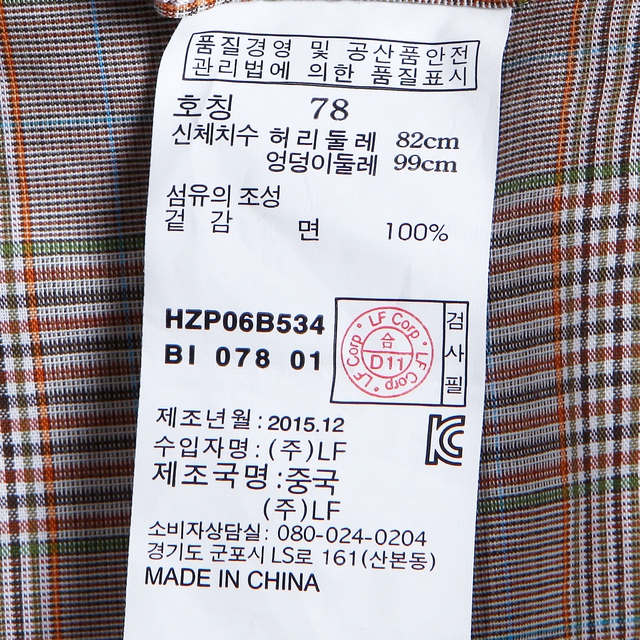 품질경영 및 공산품안전
관리법에 의한 품질표시
호칭 78
신체치수 허리둘레 82cm
엉덩이둘레 99cm
섬유의 조성
겉 감 면 100%
HZP06B534
BI 078 01
LF Corp · LF Corp · LF Corp ·
合
D11
검사필
제조년월 : 2015.12
수입자명 : (주)LF
제조국명 : 중국
(주)LF
소비자상담실: 080-024-0204
경기도 군포시 LS로 161(산본동)
MADE IN CHINA
KC